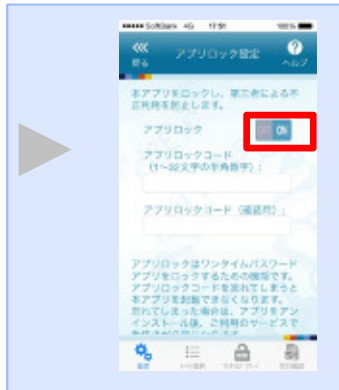 SoftBank 4G 17:51 100%
戻る
アプリロック設定
?
ヘルプ
本アプリをロックし、第三者による不
正利用を防止します。
アプリロック
ON
アプリロックコード
(1~32文字の半角数字):
アプリロックコード(確認用):
アプリロックはワンタイムパスワード
アプリをロックするための機能です。
アプリロックコードを忘れてしまうと
本アプリを起動できなくなります。
忘れてしまった場合は、アプリをアン
インストール後、ご利用のサービスで